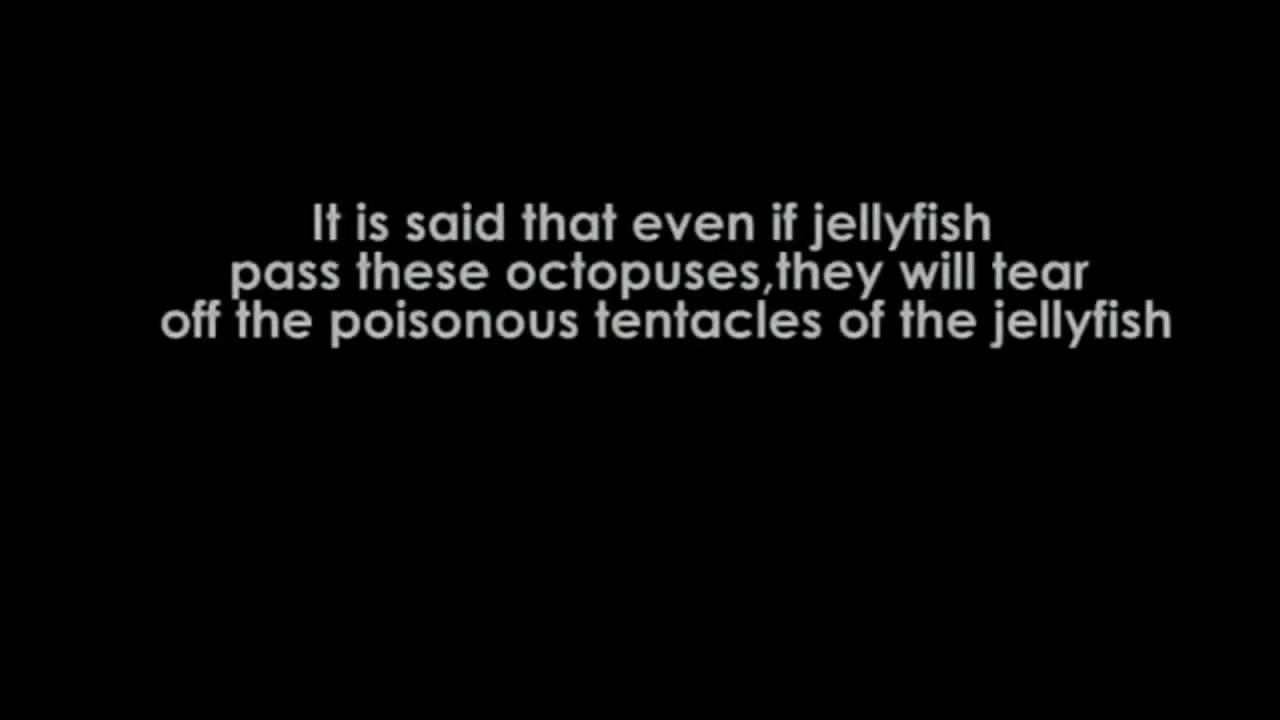 It is said that even if jellyfish
pass these octopuses,they will tear
off the poisonous tentacles of the jellyfish